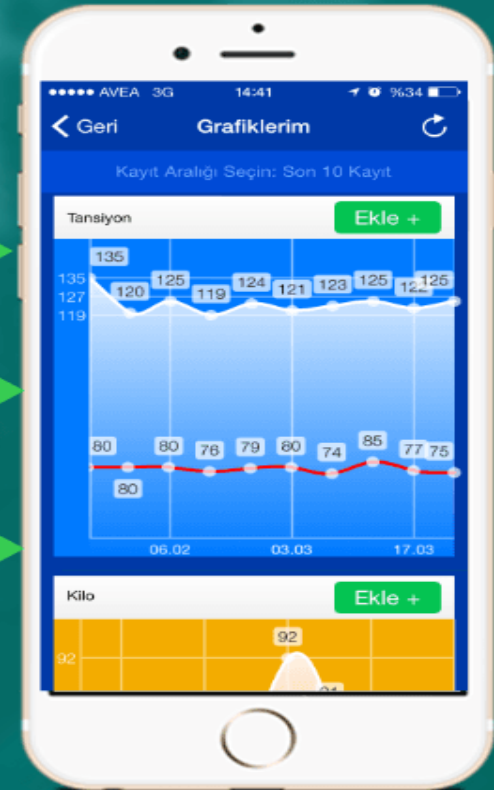 AVEA 3G 14:41 %34
Geri Grafiklerim
Kayıt Aralığı Seçin: Son 10 Kayıt
Tansiyon Ekle +
135
135 120 125 119 124 121 123 125 122 125
127
119
80 80 76 79 80 74 85 77 75
80
06.02 03.03 17.03
Kilo Ekle +
92
92
91